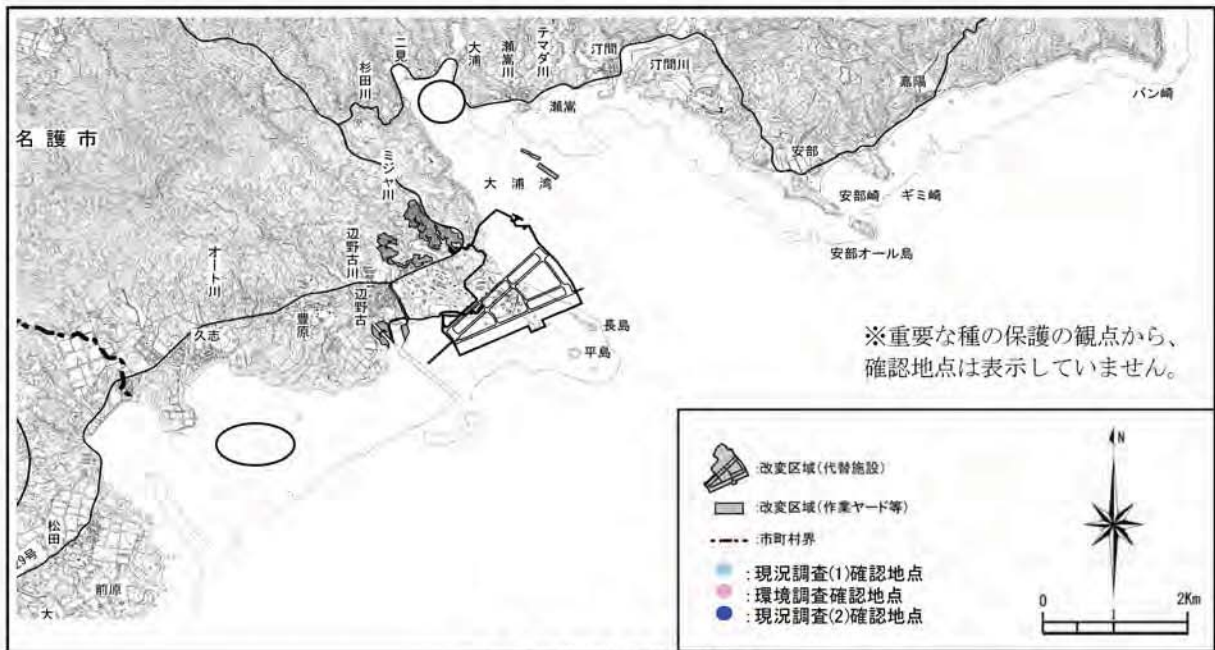 名護市
杉田川
二見
大浦
瀬嵩川
テマダ川
汀間
汀間川
瀬嵩
嘉陽
バン崎
安部
安部崎
ギミ崎
安部オール島
大浦湾
ミジャ川
辺野古川
辺野古
オート川
久志
豊原
長島
平島
松田
29号
前原
大
※重要な種の保護の観点から、
確認地点は表示していません。
:改変区域(代替施設)
:改変区域(作業ヤード等)
:市町村界
:現況調査(1)確認地点
:環境調査確認地点
:現況調査(2)確認地点
N
0 2Km